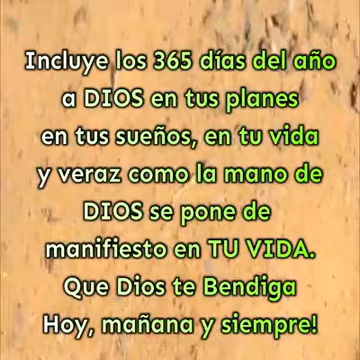 Incluye los 365 días del año
a DIOS en tus planes
en tus sueños, en tu vida
y veraz como la mano de
DIOS se pone de
manifiesto en TU VIDA.
Que Dios te Bendiga
Hoy, mañana y siempre!